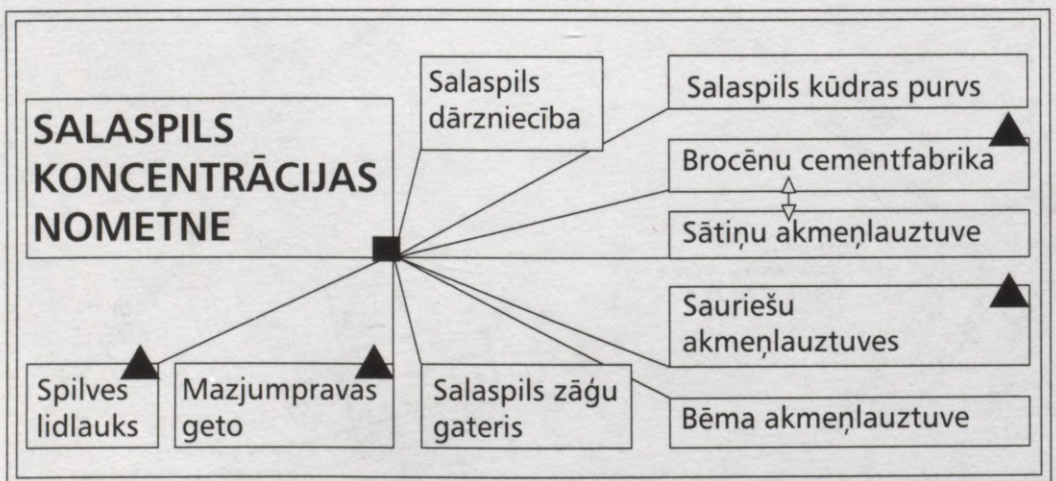 SALASPILS
KONCENTRĀCIJAS
NOMETNE
Salaspils
dārzniecība
Salaspils kūdras purvs
Brocēnu cementfabrika
Sātiņu akmeņlauztuve
Sauriešu
akmeņlauztuves
Bēma akmeņlauztuve
Spilves
lidlauks
Mazjumpravas
geto
Salaspils zāģu
gateris